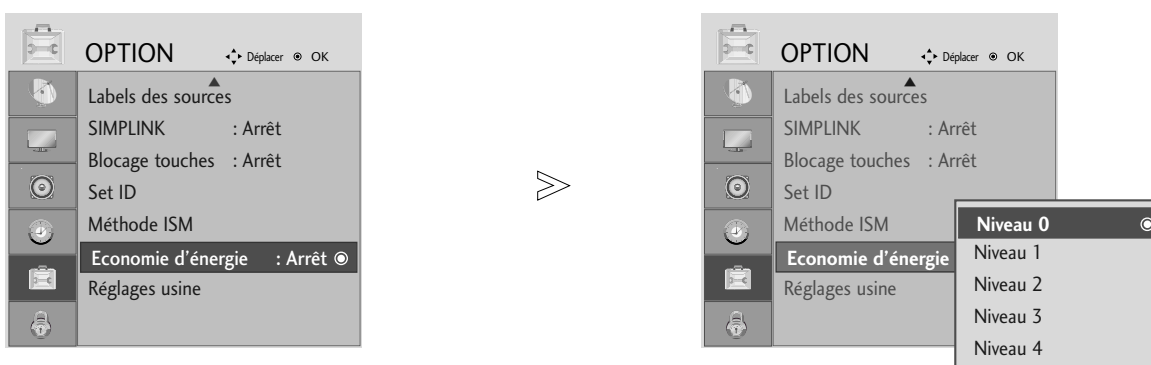 OPTION Déplacer OK
Labels des sources
SIMPLINK : Arrêt
Blocage touches : Arrêt
Set ID
Méthode ISM
Economie d'énergie : Arrêt
Réglages usine
OPTION Déplacer OK
Labels des sources
SIMPLINK : Arrêt
Blocage touches : Arrêt
Set ID
Méthode ISM
Economie d'énergie
Réglages usine
Niveau 0
Niveau 1
Niveau 2
Niveau 3
Niveau 4